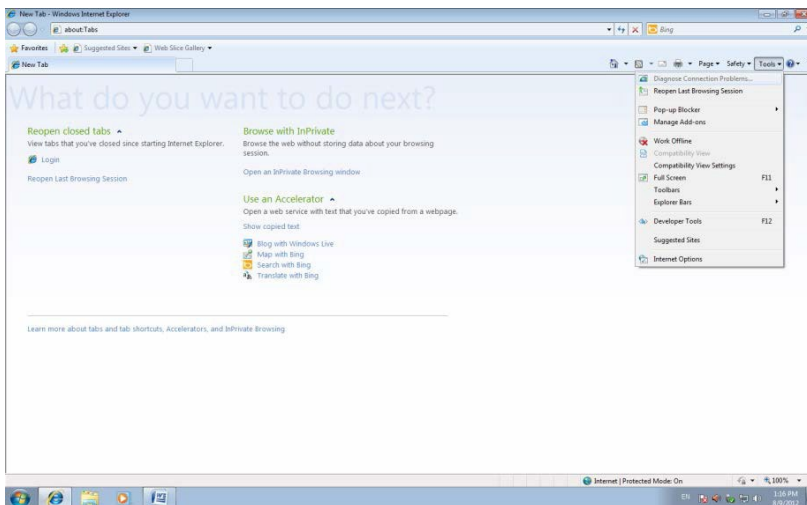 New Tab - Windows Internet Explorer
about:Tabs
Bing
Favorites Suggested Sites Web Slice Gallery
New Tab
Page Safety Tools
What do you want to do next?
Reopen closed tabs
View tabs that you've closed since starting Internet Explorer.
Login
Reopen Last Browsing Session
Browse with InPrivate
Browse the web without storing data about your browsing
session.
Open an InPrivate Browsing window
Use an Accelerator
Open a web service with text that you've copied from a webpage.
Show copied text
Blog with Windows Live
Map with Bing
Search with Bing
Translate with Bing
Learn more about tabs and tab shortcuts, Accelerators, and InPrivate Browsing
Diagnose Connection Problems...
Reopen Last Browsing Session
Pop-up Blocker
Manage Add-ons
Work Offline
Compatibility View
Compatibility View Settings
Full Screen F11
Toolbars
Explorer Bars
Developer Tools F12
Suggested Sites
Internet Options
Internet | Protected Mode: On
100%
EN
1:16 PM
8/9/2012